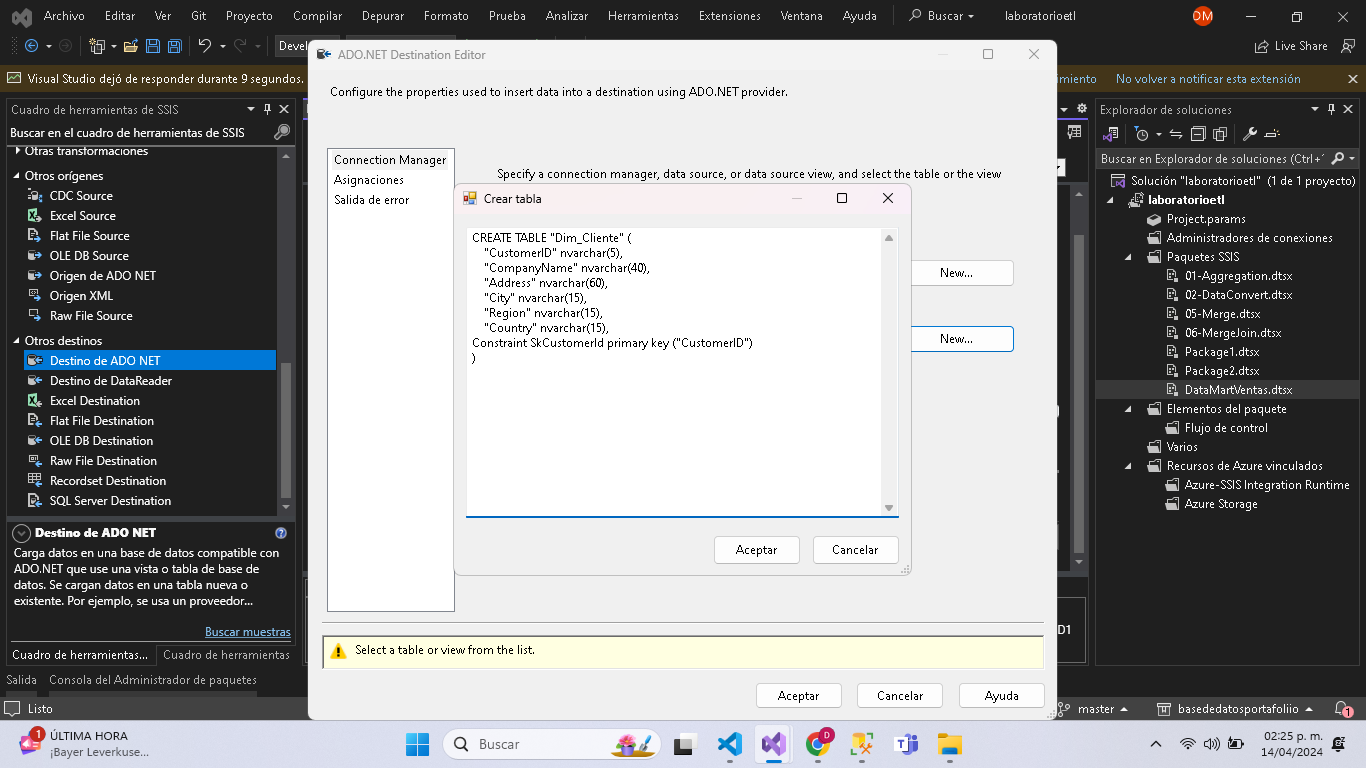 Archivo Editar Ver Git Proyecto Compilar Depurar Formato Prueba Analizar Herramientas Extensiones Ventana Ayuda Buscar laboratorioetl OM
Devel
Live Share
Visual Studio dejó de responder durante 9 segundos.
miento No volver a notificar esta extensión
Cuadro de herramientas de SSIS
Buscar en el cuadro de herramientas de SSIS
Otras transformaciones
Otros orígenes
CDC Source
Excel Source
Flat File Source
OLE DB Source
Origen de ADO NET
Origen XML
Raw File Source
Otros destinos
Destino de ADO NET
Destino de DataReader
Excel Destination
Flat File Destination
OLE DB Destination
Raw File Destination
Recordset Destination
SQL Server Destination
Destino de ADO NET
Carga datos en una base de datos compatible con
ADO.NET que use una vista o tabla de base de
datos. Se cargan datos en una tabla nueva o
existente. Por ejemplo, se usa un proveedor...
Buscar muestras
Cuadro de herramientas... Cuadro de herramientas
Salida Consola del Administrador de paquetes
Listo
ADO.NET Destination Editor
Configure the properties used to insert data into a destination using ADO.NET provider.
Connection Manager
Asignaciones
Salida de error
Specify a connection manager, data source, or data source view, and select the table or the view
New...
New...
Crear tabla
CREATE TABLE "Dim_Cliente" (
"CustomerID" nvarchar(5),
"CompanyName" nvarchar(40),
"Address" nvarchar(60),
"City" nvarchar(15),
"Region" nvarchar(15),
"Country" nvarchar(15),
Constraint SkCustomerId primary key ("CustomerID")
)
Aceptar Cancelar
Select a table or view from the list.
Aceptar Cancelar Ayuda
D1
Explorador de soluciones
Buscar en Explorador de soluciones (Ctrl+
Solución "laboratorioetl" (1 de 1 proyecto)
laboratorioetl
Project.params
Administradores de conexiones
Paquetes SSIS
01-Aggregation.dtsx
02-DataConvert.dtsx
05-Merge.dtsx
06-MergeJoin.dtsx
Package1.dtsx
Package2.dtsx
DataMartVentas.dtsx
Elementos del paquete
Flujo de control
Varios
Recursos de Azure vinculados
Azure-SSIS Integration Runtime
Azure Storage
master basededatosportafoliio 1
1 ÚLTIMA HORA
¡Bayer Leverkuse...
Buscar
D
02:25 p. m.
14/04/2024